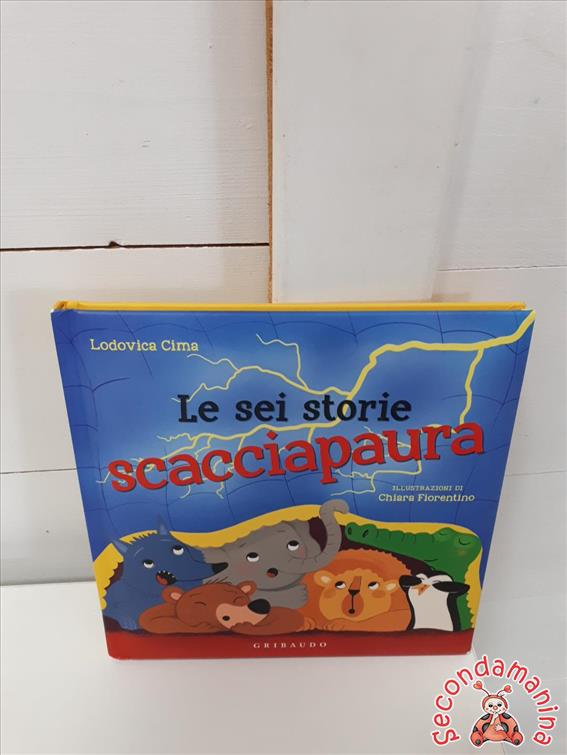 Lodovica Cima
Le sei storie
scacciapaura
ILLUSTRAZIONI DI
Chiara Fiorentino
GRIBAUDO
Secondamanina